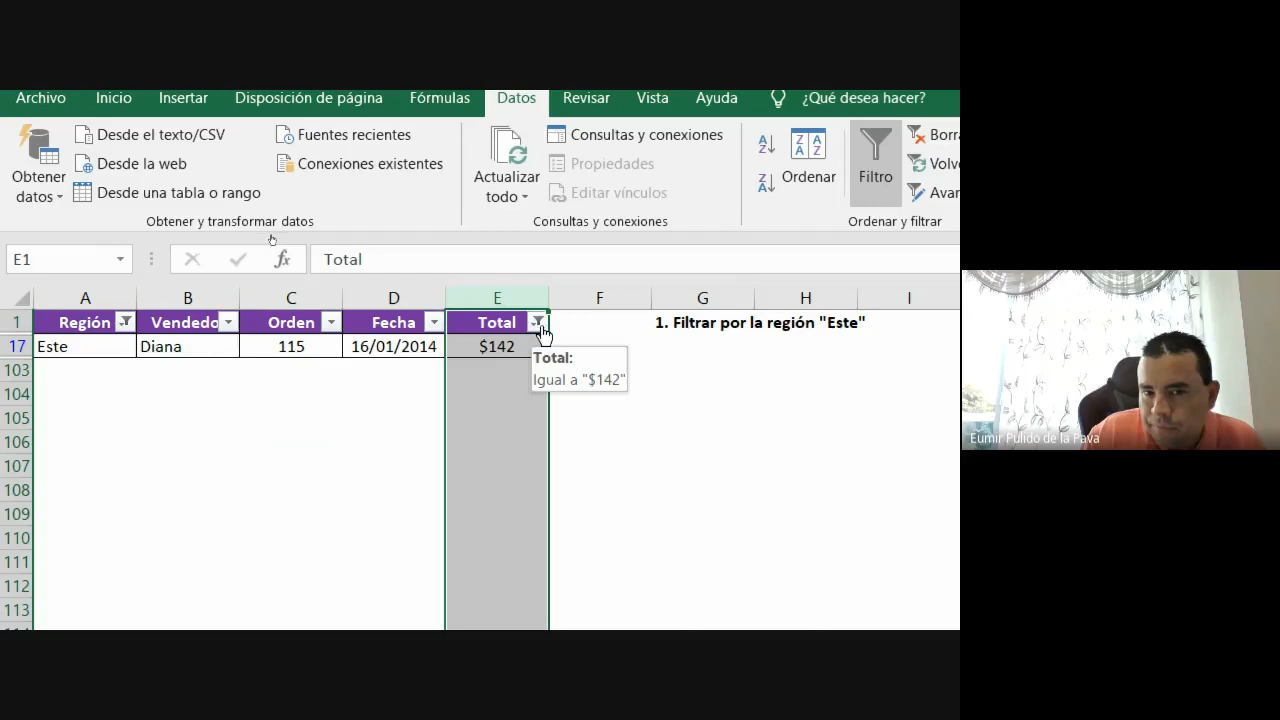 Archivo Inicio Insertar Disposición de página Fórmulas Datos Revisar Vista Ayuda ¿Qué desea hacer?
Obtener datos
Desde el texto/CSV
Desde la web
Desde una tabla o rango
Fuentes recientes
Conexiones existentes
Obtener y transformar datos
Actualizar todo
Consultas y conexiones
Propiedades
Editar vínculos
Consultas y conexiones
Ordenar
Filtro
Borra
Volv
Avan
Ordenar y filtrar
E1 fx Total
A B C D E F G H I
1 Región Vendedo Orden Fecha Total 1. Filtrar por la región "Este"
17 Este Diana 115 16/01/2014 $142
Total:
Igual a "$142"
103
104
105
106
107
108
109
110
111
112
113
Eumir Pulido de la Pava